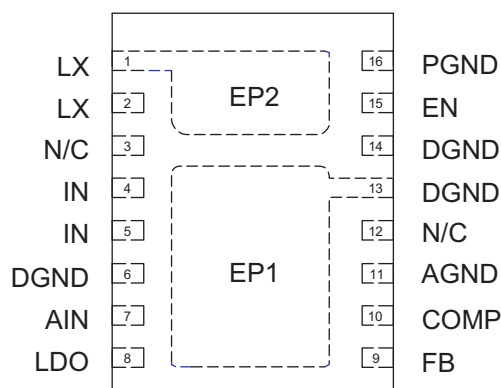 LX 1 16 PGND
LX 2 EP2 15 EN
N/C 3 14 DGND
IN 4 13 DGND
IN 5 12 N/C
DGND 6 EP1 11 AGND
AIN 7 10 COMP
LDO 8 9 FB